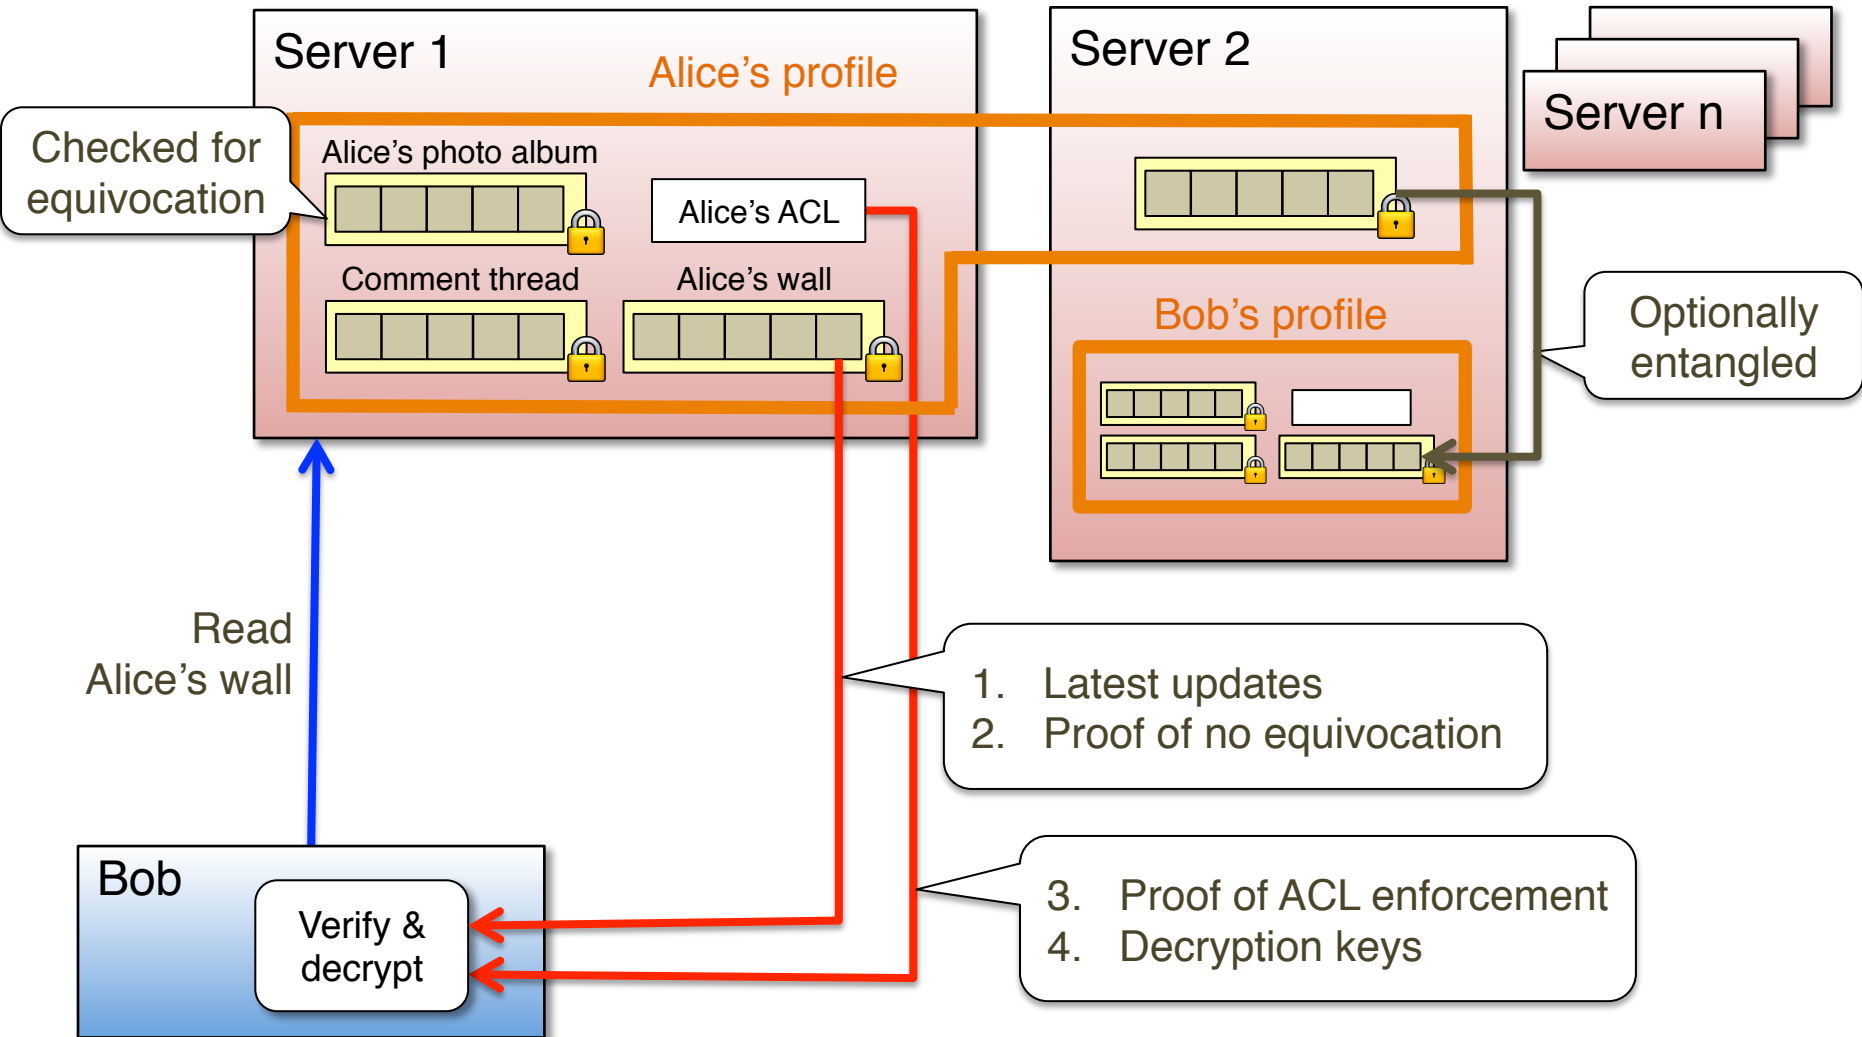 Server 1
Alice's profile
Server 2
Server n
Checked for
equivocation
Alice's photo album
Alice's ACL
Comment thread
Alice's wall
Bob's profile
Optionally
entangled
Read
Alice's wall
1. Latest updates
2. Proof of no equivocation
Bob
Verify &
decrypt
3. Proof of ACL enforcement
4. Decryption keys